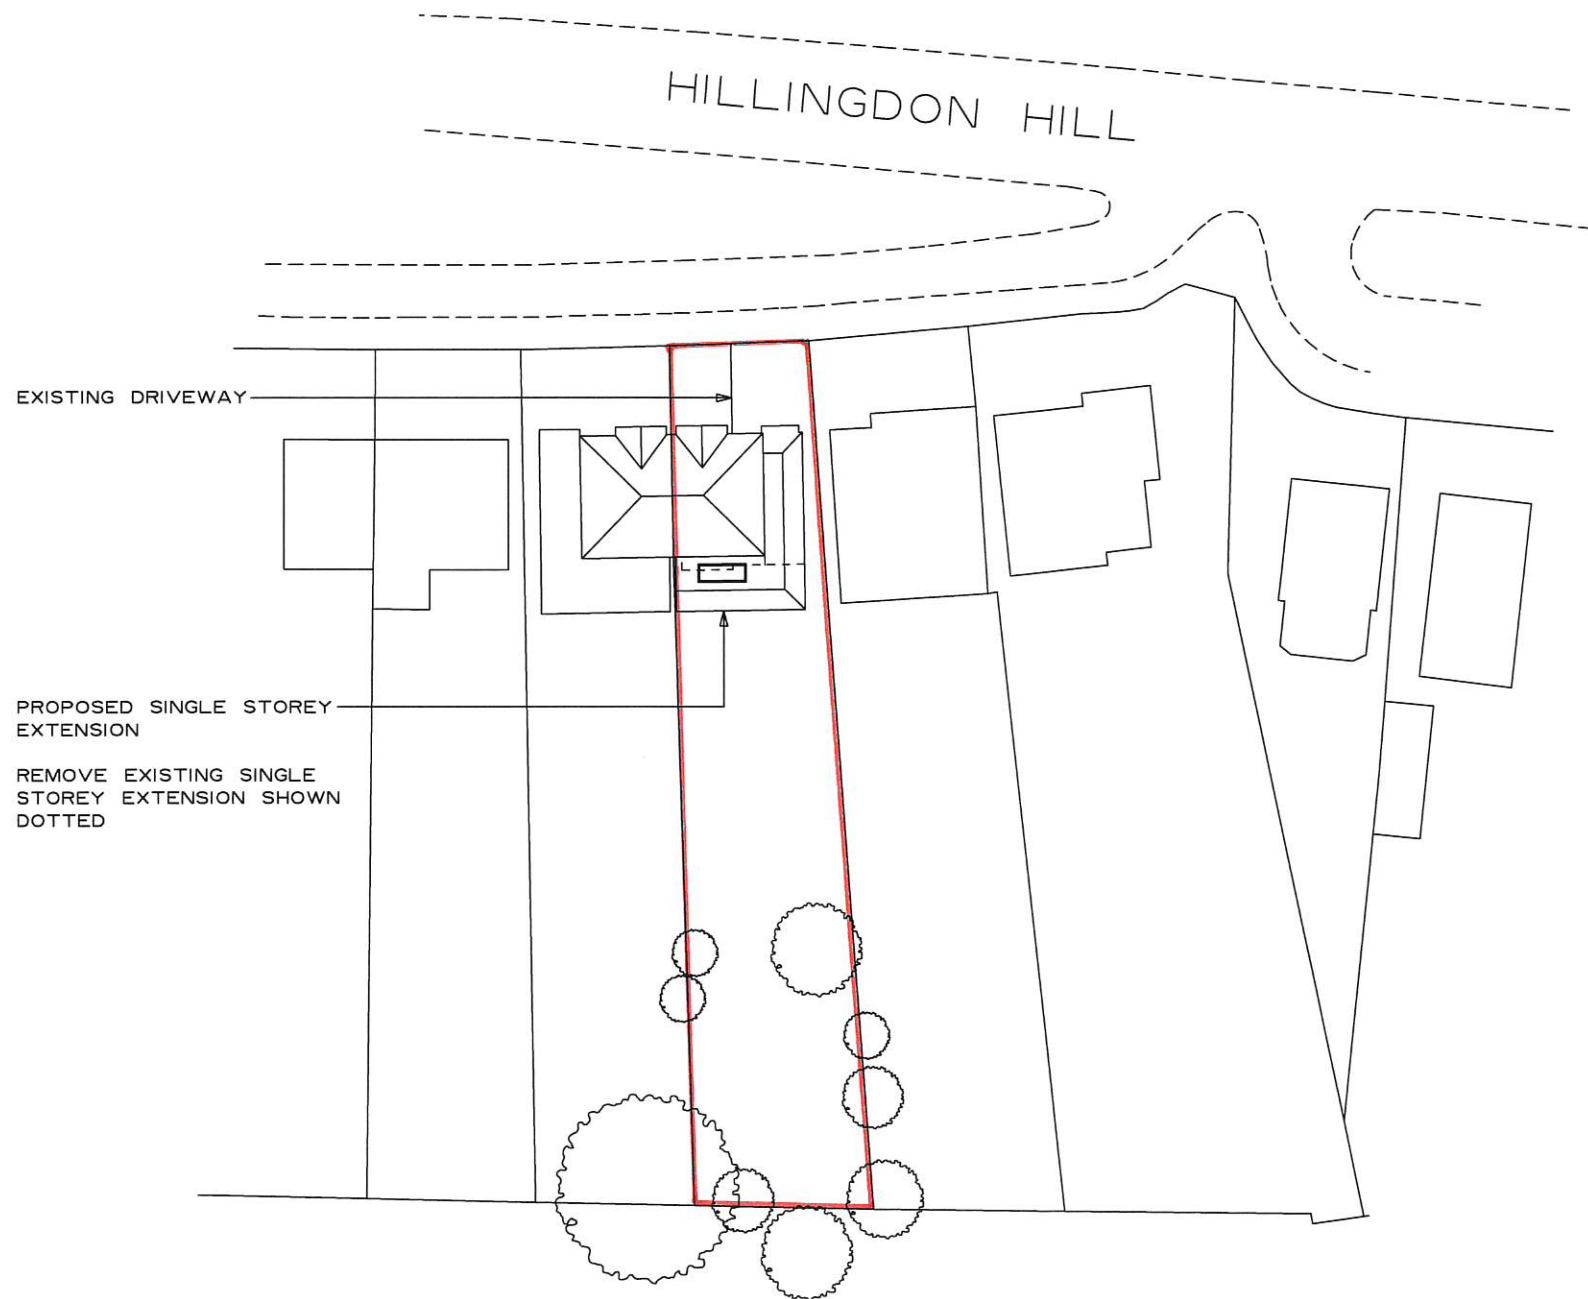 HILLINGDON HILL
EXISTING DRIVEWAY
PROPOSED SINGLE STOREY
EXTENSION
REMOVE EXISTING SINGLE
STOREY EXTENSION SHOWN
DOTTED